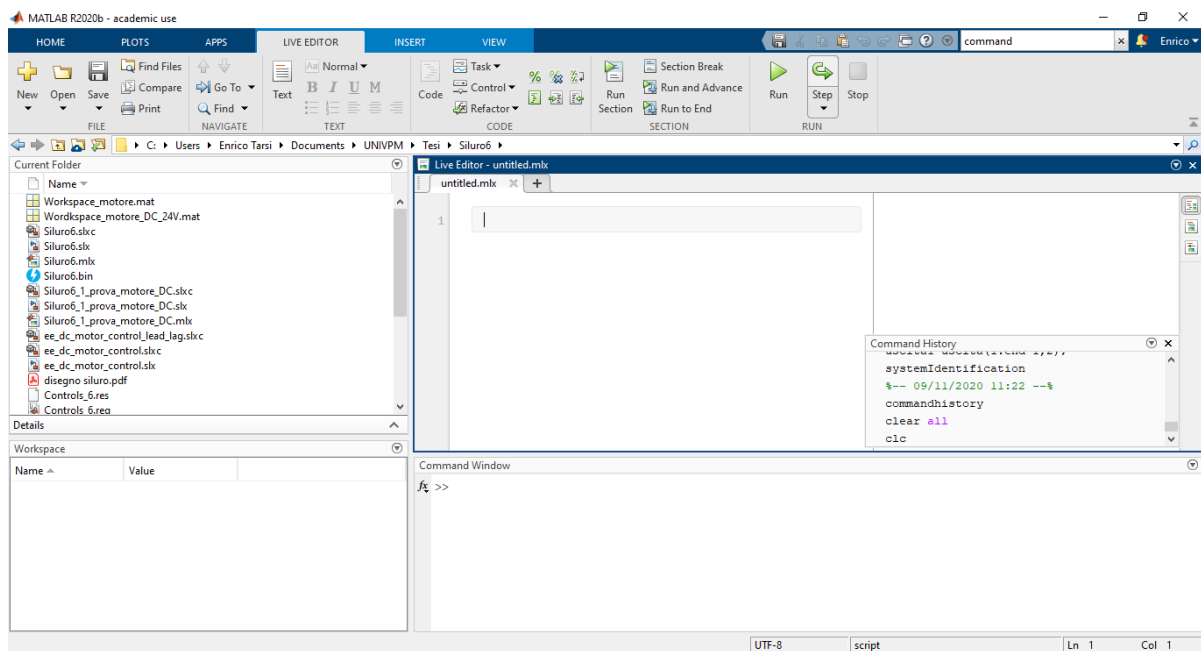 MATLAB R2020b - academic use
HOME PLOTS APPS LIVE EDITOR INSERT VIEW command Enrico
New Open Save Find Files Compare Print
Go To Find
Text Normal B I U M
Code Task Control Refactor
Run Section Section Break Run and Advance Run to End
Run Step Stop
FILE NAVIGATE TEXT CODE SECTION RUN
C: Users Enrico Tarsi Documents UNIVPM Tesi Siluro6
Current Folder
Name
Workspace_motore.mat
Wordkspace_motore_DC_24V.mat
Siluro6.slxc
Siluro6.slx
Siluro6.mlx
Siluro6.bin
Siluro6_1_prova_motore_DC.slxc
Siluro6_1_prova_motore_DC.slx
Siluro6_1_prova_motore_DC.mlx
ee_dc_motor_control_lead_lag.slxc
ee_dc_motor_control.slxc
ee_dc_motor_control.slx
disegno siluro.pdf
Controls_6.res
Controls_6.req
Details
Workspace
Name Value
Live Editor - untitled.mlx
untitled.mlx
1
Command History
systemIdentification
%-- 09/11/2020 11:22 --%
commandhistory
clear all
clc
Command Window
fx >>
UTF-8 script Ln 1 Col 1